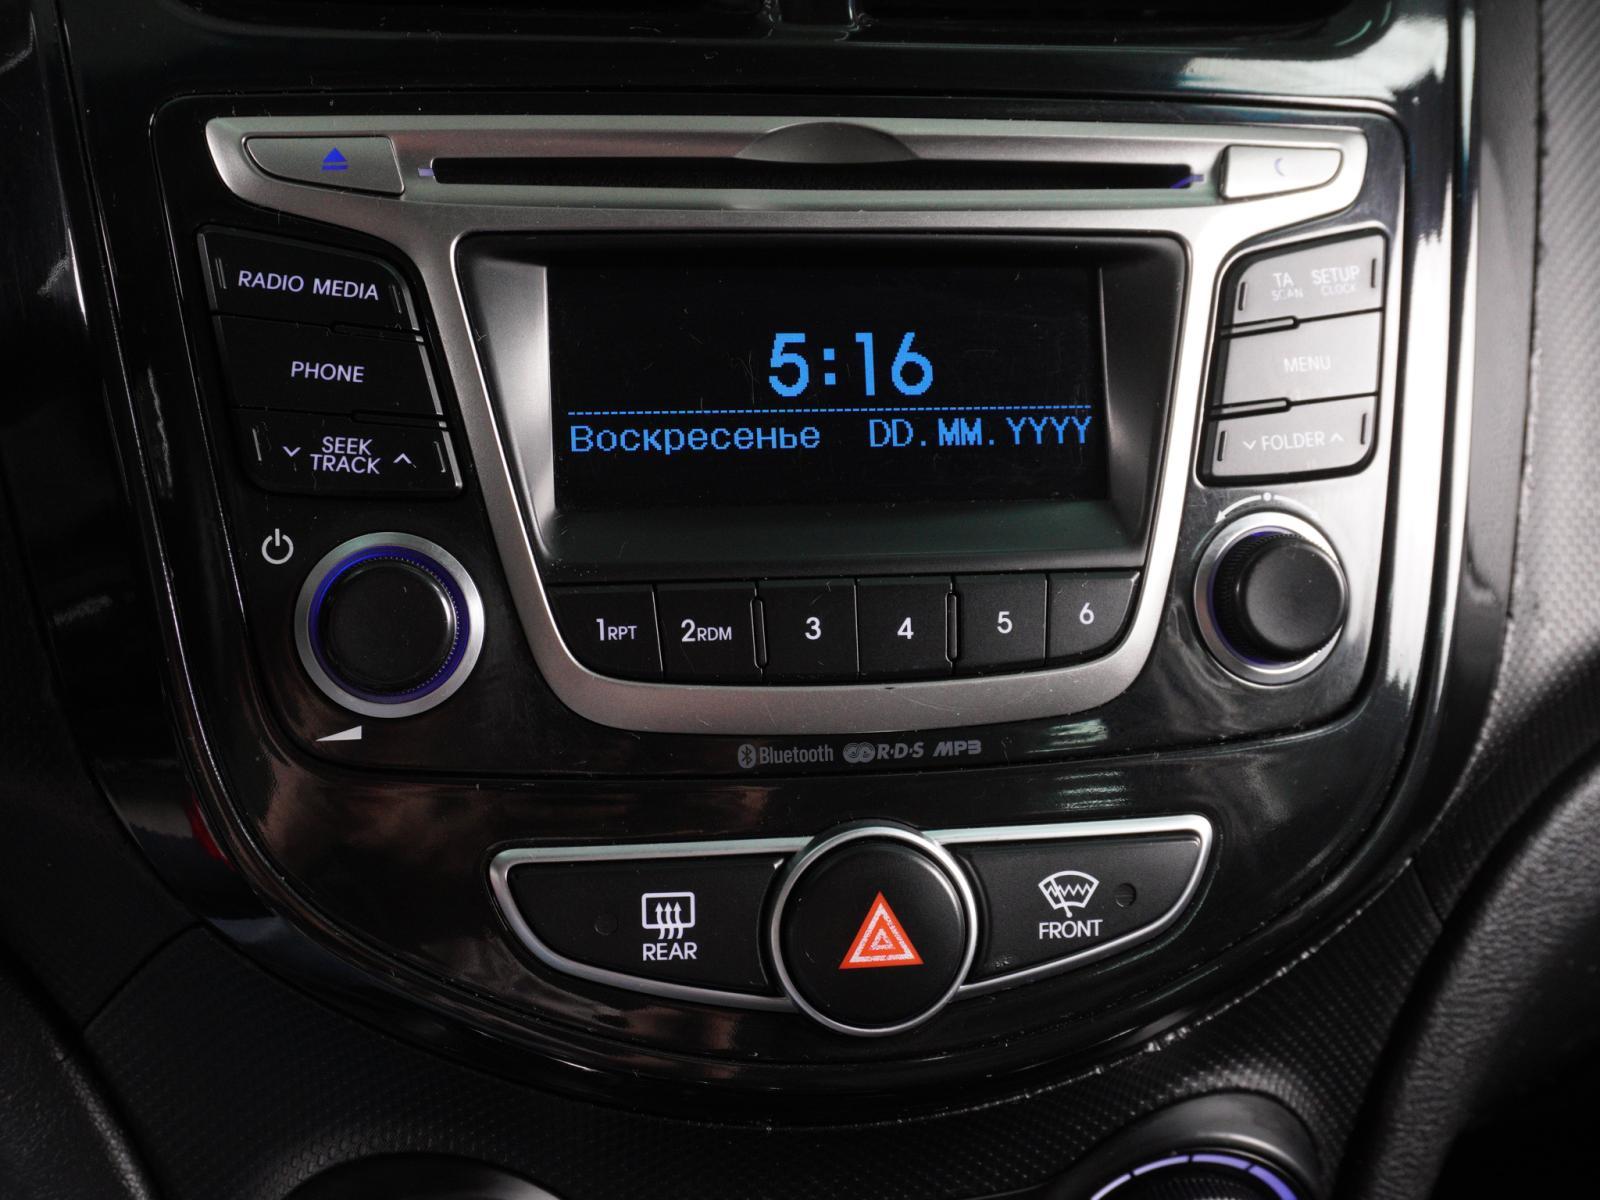 RADIO MEDIA
TA SETUP
SCAN CLOCK
5:16
PHONE
MENU
Воскресенье DD.MM.YYYY
SEEK
TRACK
FOLDER
1RPT 2RDM 3 4 5 6
Bluetooth R·D·S MP3
REAR
FRONT